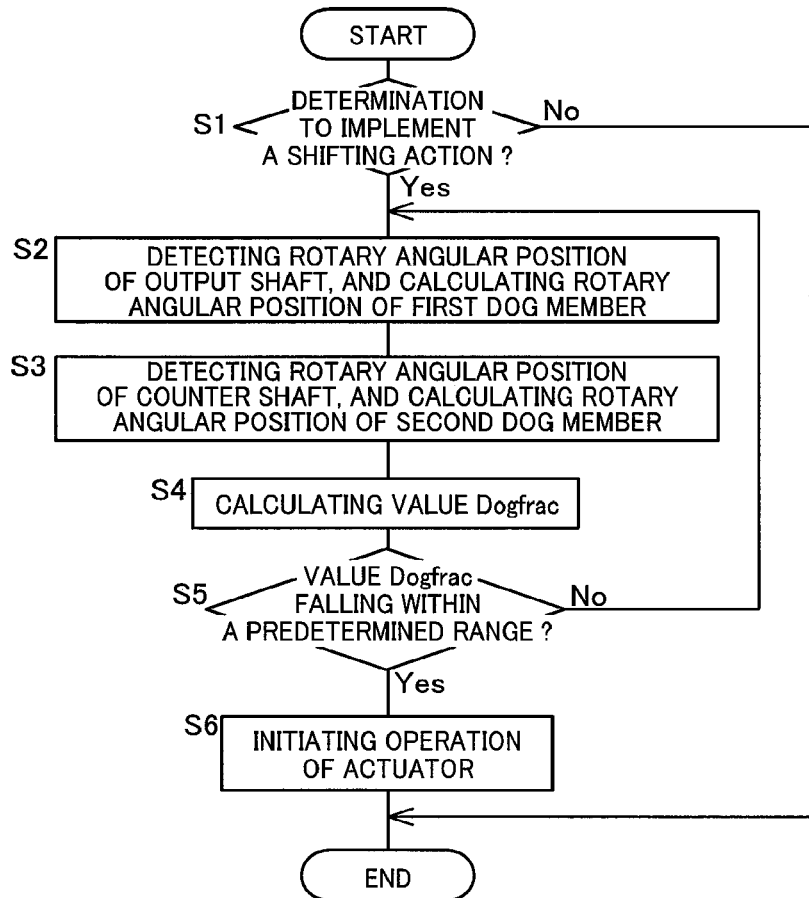 START
DETERMINATION
S1
TO IMPLEMENT
A SHIFTING ACTION ?
No
Yes
S2
DETECTING ROTARY ANGULAR POSITION
OF OUTPUT SHAFT, AND CALCULATING ROTARY
ANGULAR POSITION OF FIRST DOG MEMBER
S3
DETECTING ROTARY ANGULAR POSITION
OF COUNTER SHAFT, AND CALCULATING ROTARY
ANGULAR POSITION OF SECOND DOG MEMBER
S4
CALCULATING VALUE Dogfrac
S5
VALUE Dogfrac
FALLING WITHIN
A PREDETERMINED RANGE ?
No
Yes
S6
INITIATING OPERATION
OF ACTUATOR
END